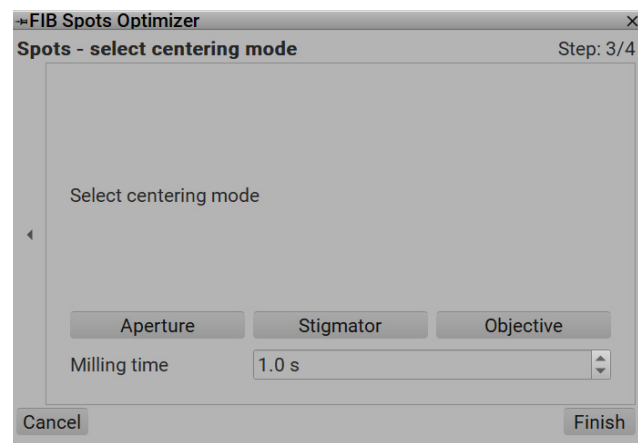 FIB Spots Optimizer
Spots - select centering mode Step: 3/4
Select centering mode
Aperture Stigmator Objective
Milling time 1.0 s
Cancel Finish